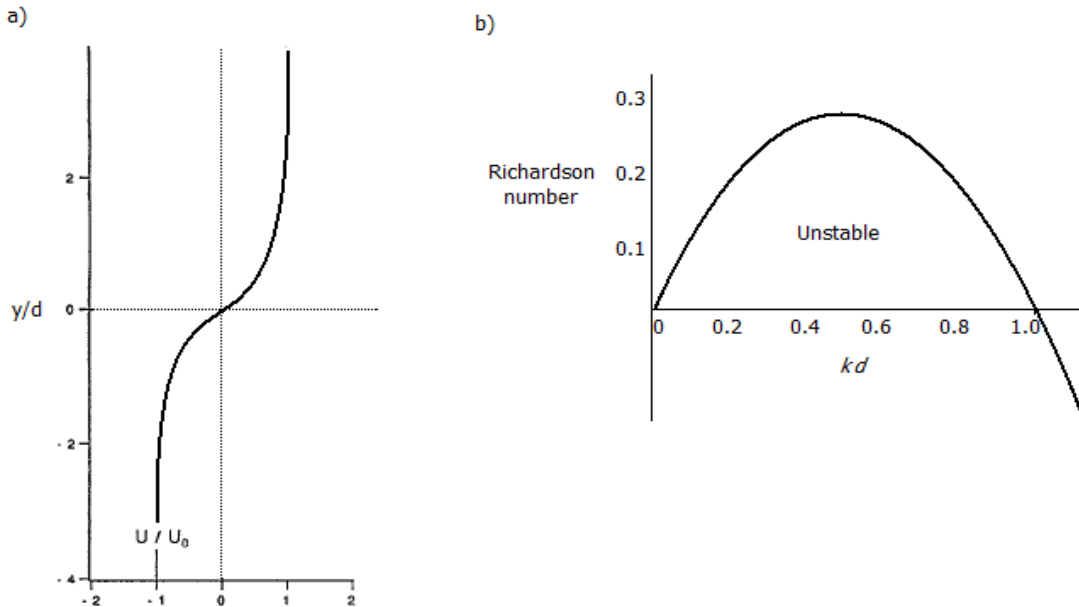 a)
2
y/d
0
- 2
U / U₀
- 4
- 2
- 1
0
1
2
b)
0.3
Richardson
number
0.2
Unstable
0.1
0
0.2
0.4
0.6
0.8
1.0
kd